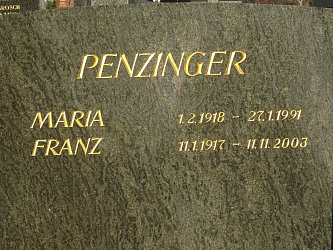 PENZINGER
MARIA 1.2.1918 – 27.1.1991
FRANZ 11.1.1917 – 11.11.2003